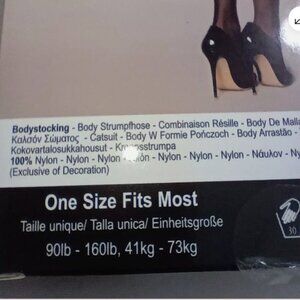 Bodystocking - Body Strumpfhose - Combinaison Résille - Body De Malla
Καλσόν Σώματος - Catsuit - Body W Formie Pończoch - Body Arrastão -
Kokovartalosukkahousut - Kroppsstrumpa
100% Nylon - Nylon - Nylon - Nylon - Nylon - Nylon - Nylon - Νάυλον - Ny
(Exclusive of Decoration)
One Size Fits Most
Taille unique/ Talla unica/ Einheitsgroße
90lb - 160lb, 41kg - 73kg
30